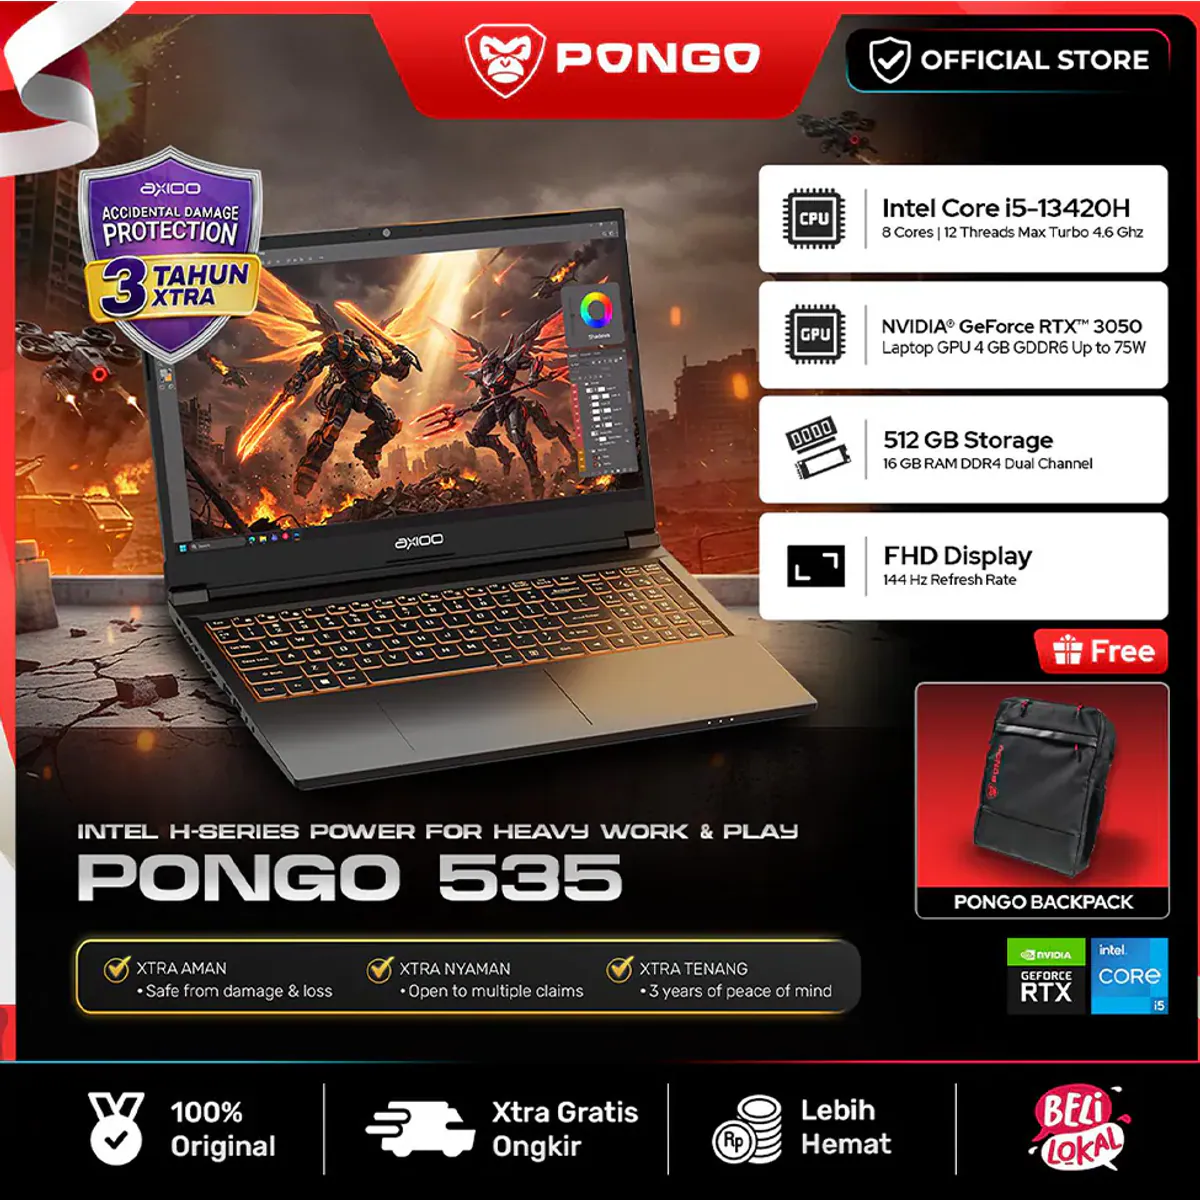 PONGO
OFFICIAL STORE
axioo
ACCIDENTAL DAMAGE
PROTECTION
3 TAHUN
XTRA
CPU
Intel Core i5-13420H
8 Cores | 12 Threads Max Turbo 4.6 Ghz
GPU
NVIDIA® GeForce RTX™ 3050
Laptop GPU 4 GB GDDR6 Up to 75W
512 GB Storage
16 GB RAM DDR4 Dual Channel
FHD Display
144 Hz Refresh Rate
axioo
Free
PONGO
PONGO BACKPACK
INTEL H-SERIES POWER FOR HEAVY WORK & PLAY
PONGO 535
XTRA AMAN
• Safe from damage & loss
XTRA NYAMAN
• Open to multiple claims
XTRA TENANG
• 3 years of peace of mind
NVIDIA
GEFORCE
RTX
intel.
CORE
i5
100%
Original
Xtra Gratis
Ongkir
Rp
Lebih
Hemat
BELi
LOKAL